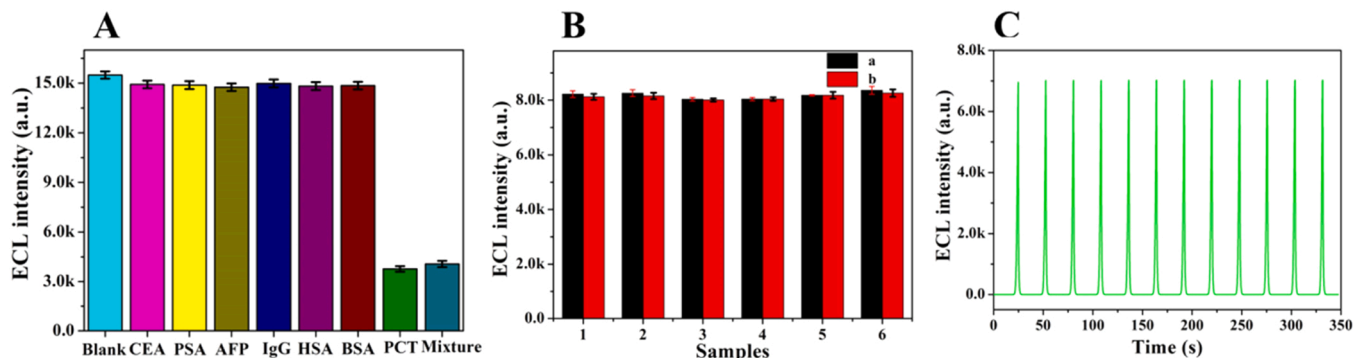 A
ECL intensity (a.u.)
15.0k
12.0k
9.0k
6.0k
3.0k
0.0
Blank CEA PSA AFP IgG HSA BSA PCT Mixture
B
ECL intensity (a.u.)
8.0k
6.0k
4.0k
2.0k
0.0
a
b
1 2 3 4 5 6
Samples
C
ECL intensity (a.u.)
8.0k
6.0k
4.0k
2.0k
0.0
0 50 100 150 200 250 300 350
Time (s)